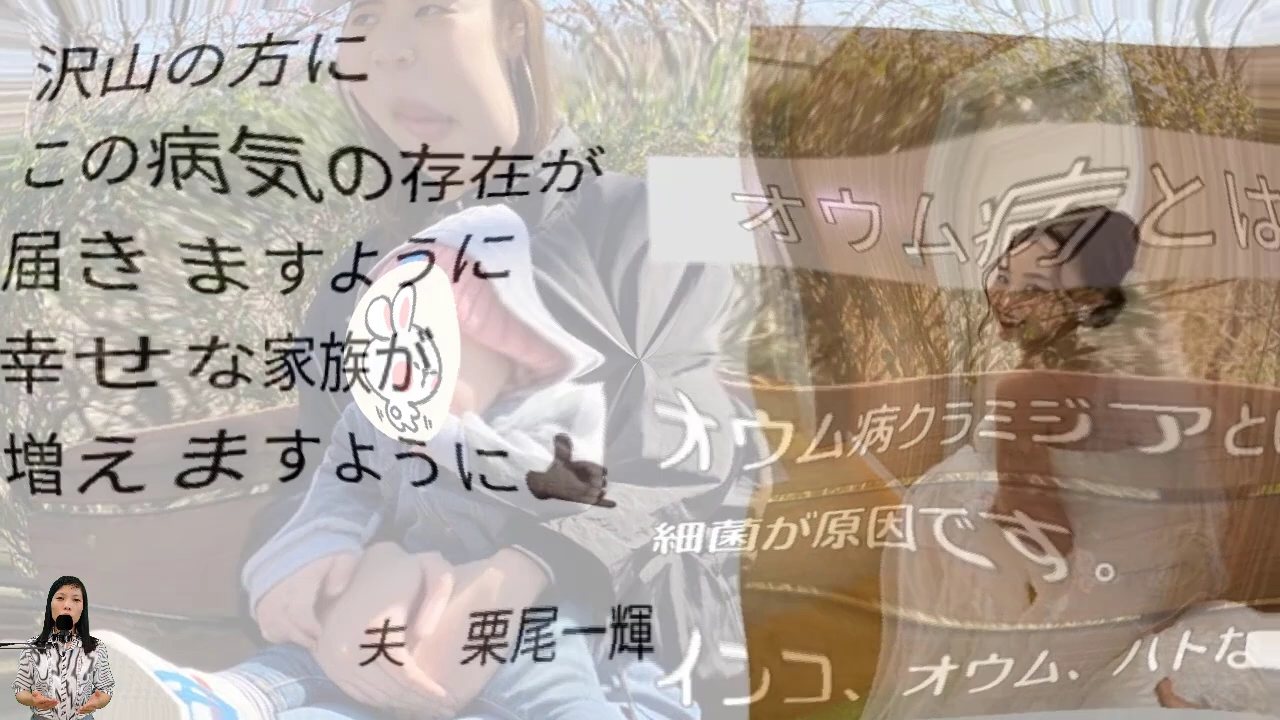 沢山の方に
この病気の存在が
届きますように
幸せな家族が
増えますように
夫 栗尾一輝
オウム病とは
オウム病クラミジアとは
細菌が原因です。
インコ、オウム、ハトな